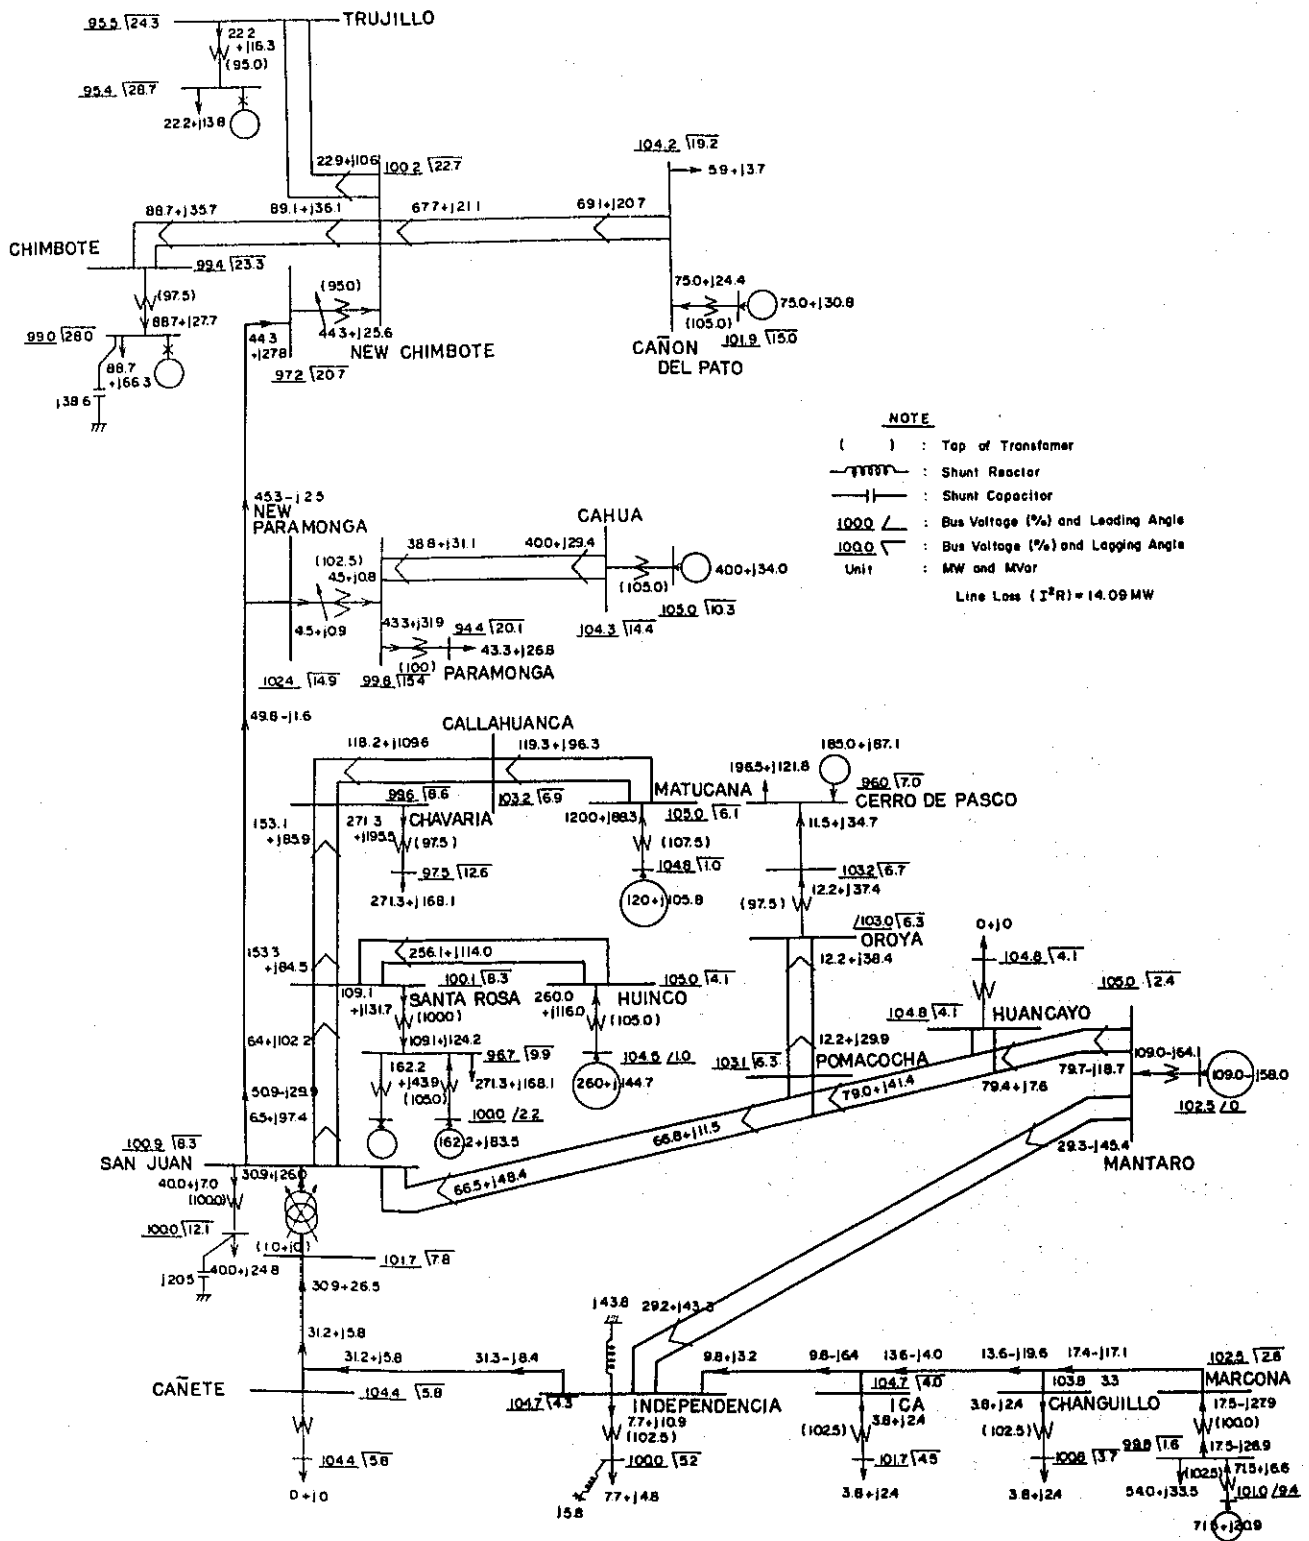 95.5 24.3
TRUJILLO
22.2
+j16.3
(95.0)
95.4 28.7
22.2+j13.8
22.9+j10.6
100.2 22.7
104.2 19.2
5.9+j3.7
88.7+j35.7
89.1+j36.1
67.7+j21.1
69.1+j20.7
CHIMBOTE
99.4 23.3
(97.5)
88.7+j27.7
99.0 28.0
88.7
+j66.3
j38.6
(95.0)
44.3+j25.6
44.3
+j27.8
NEW CHIMBOTE
97.2 20.7
75.0+j24.4
75.0+j30.8
(105.0)
101.9 15.0
CAÑON
DEL PATO
NOTE
( ) : Tap of Transfomer
: Shunt Reactor
: Shunt Capacitor
100.0 : Bus Voltage (%) and Leading Angle
100.0 : Bus Voltage (%) and Lagging Angle
Unit : MW and MVar
Line Loss (I²R) = 14.09 MW
45.3-j2.5
NEW
PARAMONGA
CAHUA
(102.5)
4.5+j0.8
38.8+j31.1
40.0+j29.4
40.0+j34.0
(105.0)
105.0 10.3
4.5+j0.9
43.3+j31.9
94.4 20.1
104.3 14.4
43.3+j26.8
(100)
102.4 14.9
99.8 15.4
PARAMONGA
49.8-j1.6
CALLAHUANCA
118.2+j109.6
119.3+j96.3
185.0+j67.1
196.5+j121.8
96.0 7.0
MATUCANA
CERRO DE PASCO
99.6 8.6
103.2 6.9
105.0 6.1
CHAVARIA
120.0+j88.3
11.5+j34.7
153.1
+j85.9
271.3
+j195.5
(97.5)
(107.5)
97.5 12.6
104.8 1.0
103.2 6.7
271.3+j168.1
120+j105.8
12.2+j37.4
(97.5)
103.0 6.3
OROYA
0+j0
153.3
+j84.5
256.1+j114.0
12.2+j38.4
104.8 4.1
100.1 8.3
105.0 4.1
105.0 2.4
109.1
+j131.7
SANTA ROSA
(100.0)
260.0
+j116.0
HUINCO
(105.0)
104.8 4.1
HUANCAYO
6.4+j102.2
109.1+j124.2
96.7 9.9
104.6 1.0
12.2+j29.9
103.1 6.3
POMACOCHA
109.0-j64.1
162.2
+j43.9
(105.0)
271.3+j168.1
260+j144.7
79.0+j41.4
79.4+j7.6
79.7-j18.7
109.0-j58.0
50.9-j29.9
6.5+j97.4
100.0 2.2
162.2+j83.5
102.5 0
66.8+j11.5
29.3-j45.4
100.9 8.3
SAN JUAN
30.9+j26.0
66.5+j48.4
MANTARO
40.0+j7.0
(100.0)
100.0 12.1
(1.0+j0)
101.7 7.8
j20.5
40.0+j24.8
30.9+26.5
j43.8
29.2+j43.3
31.2+j5.8
31.2+j5.8
31.3-j8.4
9.8+j3.2
9.8-j6.4
13.6-j4.0
13.6-j19.6
17.4-j17.1
102.5 2.8
CAÑETE
104.4 5.8
104.7 4.3
INDEPENDENCIA
104.7 4.0
ICA
103.8 3.3
CHANGUILLO
MARCONA
7.7+j10.9
(102.5)
3.8+j2.4
(102.5)
3.8+j2.4
(102.5)
17.5-j27.9
(100.0)
104.4 5.8
100.0 5.2
101.7 4.5
100.8 3.7
99.8 1.6
17.5-j26.9
(102.5)
71.5+j6.6
0+j0
j5.8
7.7+j4.8
3.8+j2.4
3.8+j2.4
54.0+j33.5
101.0 9.4
71.5+j20.9